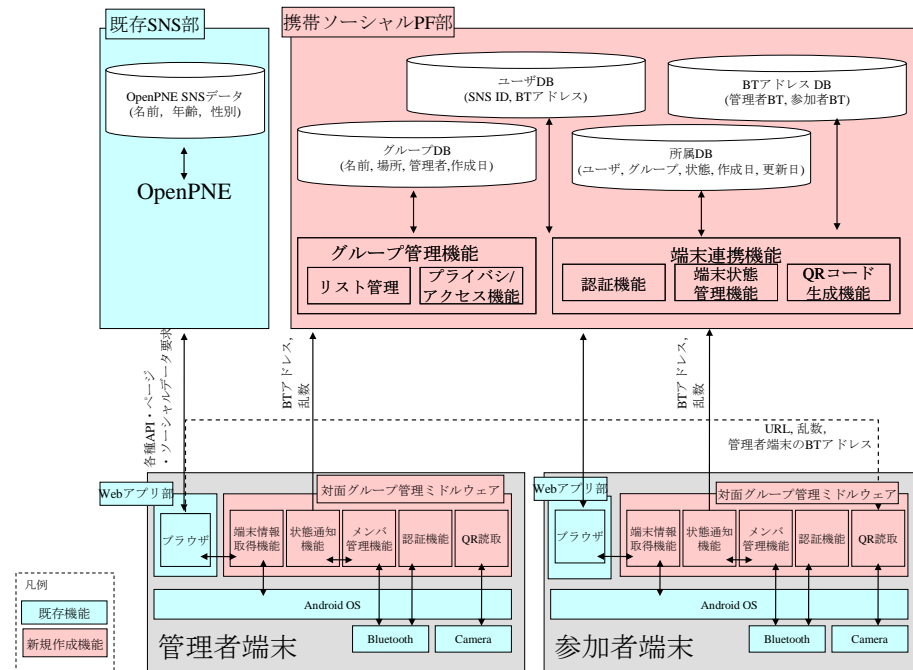 既存SNS部
OpenPNE SNSデータ
(名前, 年齢, 性別)
OpenPNE
携帯ソーシャルPF部
ユーザDB
(SNS ID, BTアドレス)
BTアドレス DB
(管理者BT, 参加者BT)
グループDB
(名前, 場所, 管理者,作成日)
所属DB
(ユーザ, グループ, 状態, 作成日, 更新日)
グループ管理機能
リスト管理
プライバシ/
アクセス機能
端末連携機能
認証機能
端末状態
管理機能
QRコード
生成機能
各種API・ページ
・ソーシャルデータ要求
BTアドレス,
乱数
BTアドレス,
乱数
URL, 乱数,
管理者端末のBTアドレス
Webアプリ部
ブラウザ
対面グループ管理ミドルウェア
端末情報
取得機能
状態通知
機能
メンバ
管理機能
認証機能
QR読取
Android OS
Bluetooth
Camera
管理者端末
Webアプリ部
ブラウザ
対面グループ管理ミドルウェア
端末情報
取得機能
状態通知
機能
メンバ
管理機能
認証機能
QR読取
Android OS
Bluetooth
Camera
参加者端末
凡例
既存機能
新規作成機能